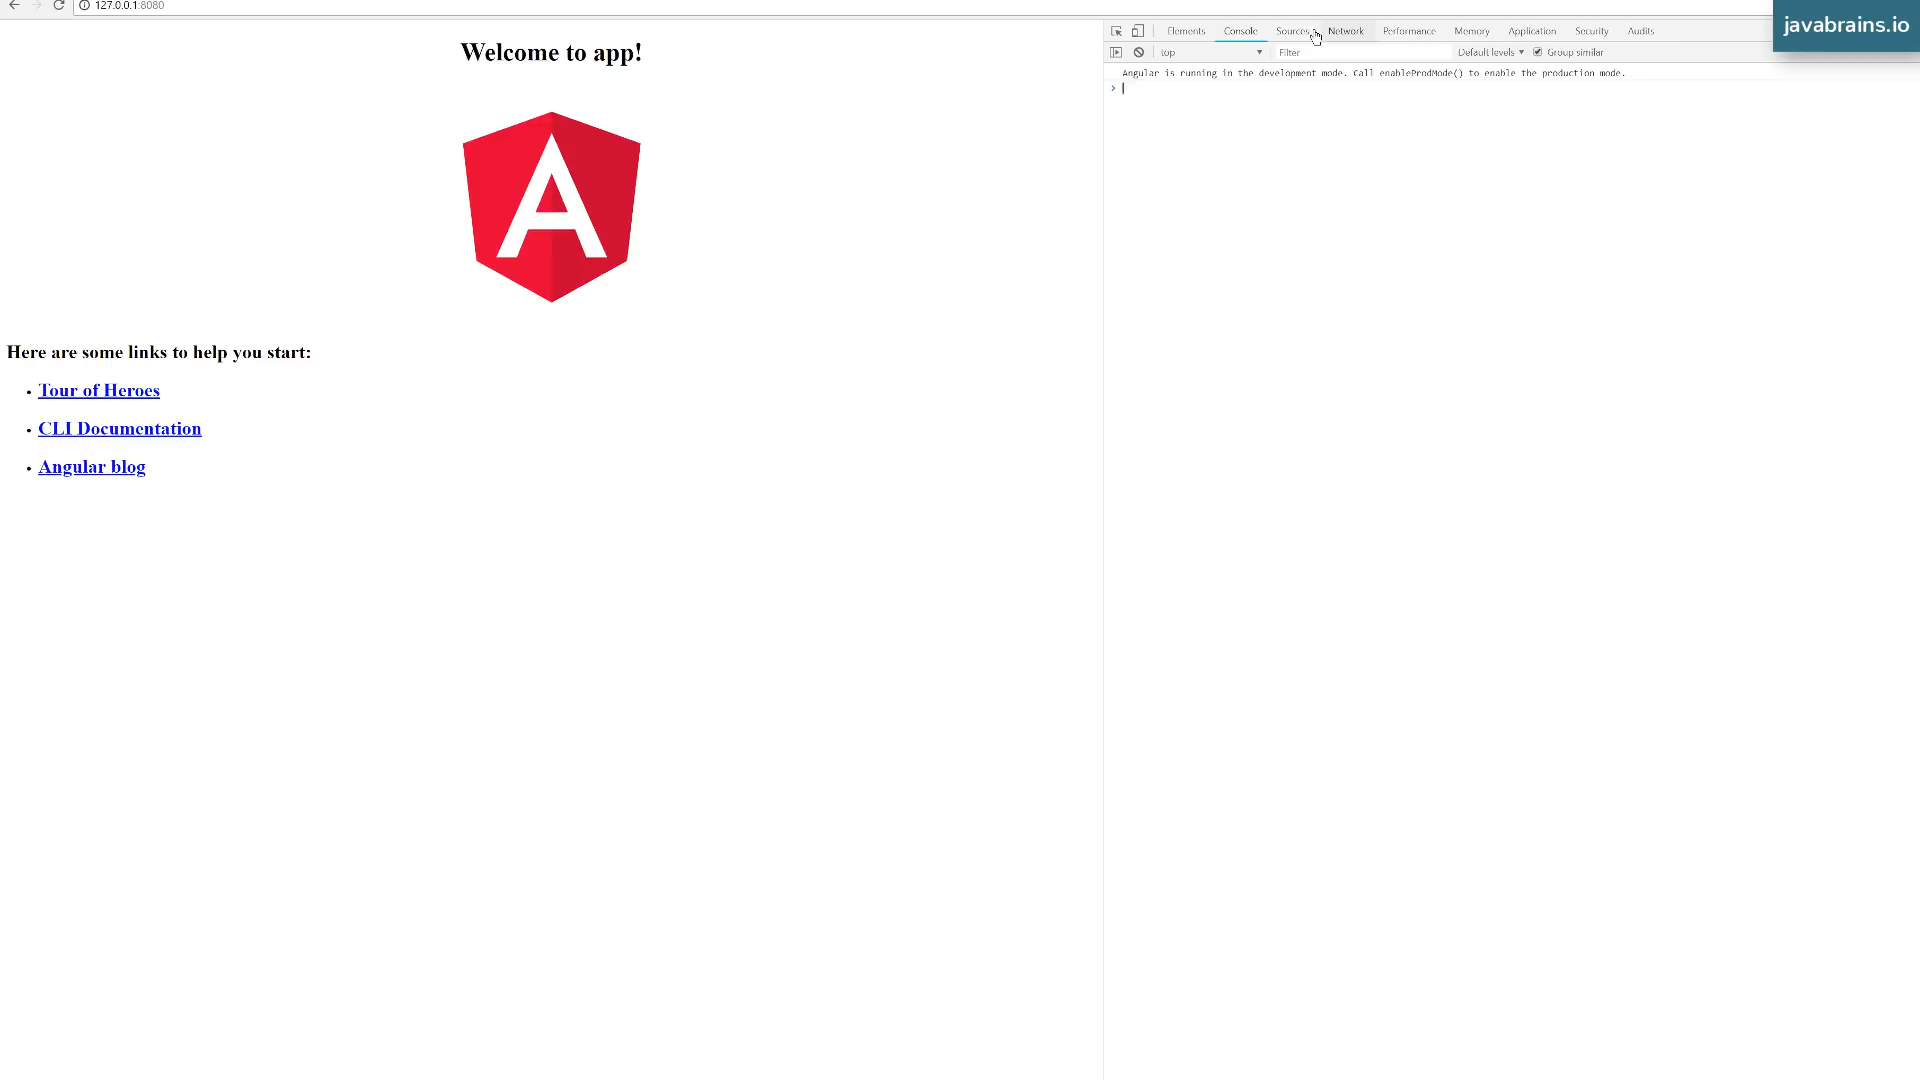 127.0.0.1:8080
javabrains.io
Welcome to app!
A
Here are some links to help you start:
Tour of Heroes
CLI Documentation
Angular blog
Elements Console Sources Network Performance Memory Application Security Audits
top Filter Default levels Group similar
Angular is running in the development mode. Call enableProdMode() to enable the production mode.